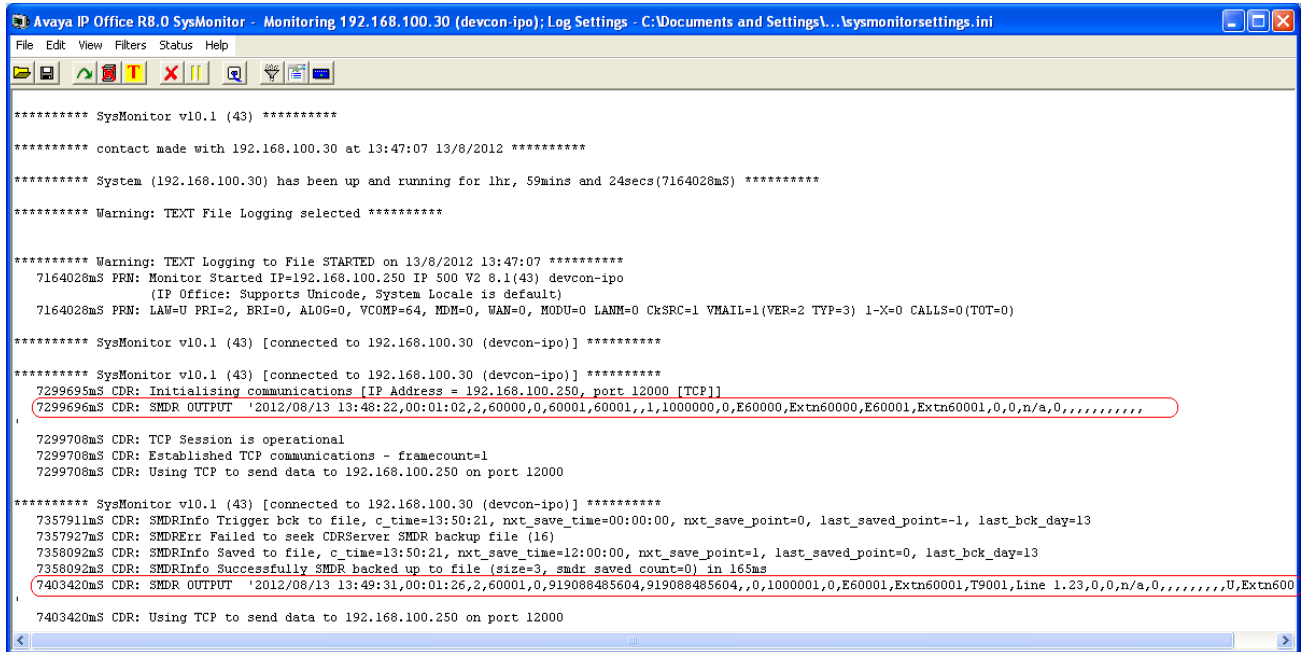 Avaya IP Office R8.0 SysMonitor - Monitoring 192.168.100.30 (devcon-ipo); Log Settings - C:\Documents and Settings\...\sysmonitorsettings.ini
File Edit View Filters Status Help
T
********** SysMonitor v10.1 (43) **********
********** contact made with 192.168.100.30 at 13:47:07 13/8/2012 **********
********** System (192.168.100.30) has been up and running for 1hr, 59mins and 24secs(7164028mS) **********
********** Warning: TEXT File Logging selected **********
********** Warning: TEXT Logging to File STARTED on 13/8/2012 13:47:07 **********
7164028mS PRN: Monitor Started IP=192.168.100.250 IP 500 V2 8.1(43) devcon-ipo
(IP Office: Supports Unicode, System Locale is default)
7164028mS PRN: LAW=U PRI=2, BRI=0, ALOG=0, VCOMP=64, MDM=0, WAN=0, MODU=0 LANM=0 CkSRC=1 VMAIL=1(VER=2 TYP=3) 1-X=0 CALLS=0(TOT=0)
********** SysMonitor v10.1 (43) [connected to 192.168.100.30 (devcon-ipo)] **********
********** SysMonitor v10.1 (43) [connected to 192.168.100.30 (devcon-ipo)] **********
7299695mS CDR: Initialising communications [IP Address = 192.168.100.250, port 12000 [TCP]]
7299696mS CDR: SMDR OUTPUT '2012/08/13 13:48:22,00:01:02,2,60000,0,60001,60001,,1,1000000,0,E60000,Extn60000,E60001,Extn60001,0,0,n/a,0,,,,,,,,,,,
'
7299708mS CDR: TCP Session is operational
7299708mS CDR: Established TCP communications - framecount=1
7299708mS CDR: Using TCP to send data to 192.168.100.250 on port 12000
********** SysMonitor v10.1 (43) [connected to 192.168.100.30 (devcon-ipo)] **********
7357911mS CDR: SMDRInfo Trigger bck to file, c_time=13:50:21, nxt_save_time=00:00:00, nxt_save_point=0, last_saved_point=-1, last_bck_day=13
7357927mS CDR: SMDRErr Failed to seek CDRServer SMDR backup file (16)
7358092mS CDR: SMDRInfo Saved to file, c_time=13:50:21, nxt_save_time=12:00:00, nxt_save_point=1, last_saved_point=0, last_bck_day=13
7358092mS CDR: SMDRInfo Successfully SMDR backed up to file (size=3, smdr saved count=0) in 165ms
7403420mS CDR: SMDR OUTPUT '2012/08/13 13:49:31,00:01:26,2,60001,0,919088485604,919088485604,,0,1000001,0,E60001,Extn60001,T9001,Line 1.23,0,0,n/a,0,,,,,,,,,U,Extn600
'
7403420mS CDR: Using TCP to send data to 192.168.100.250 on port 12000